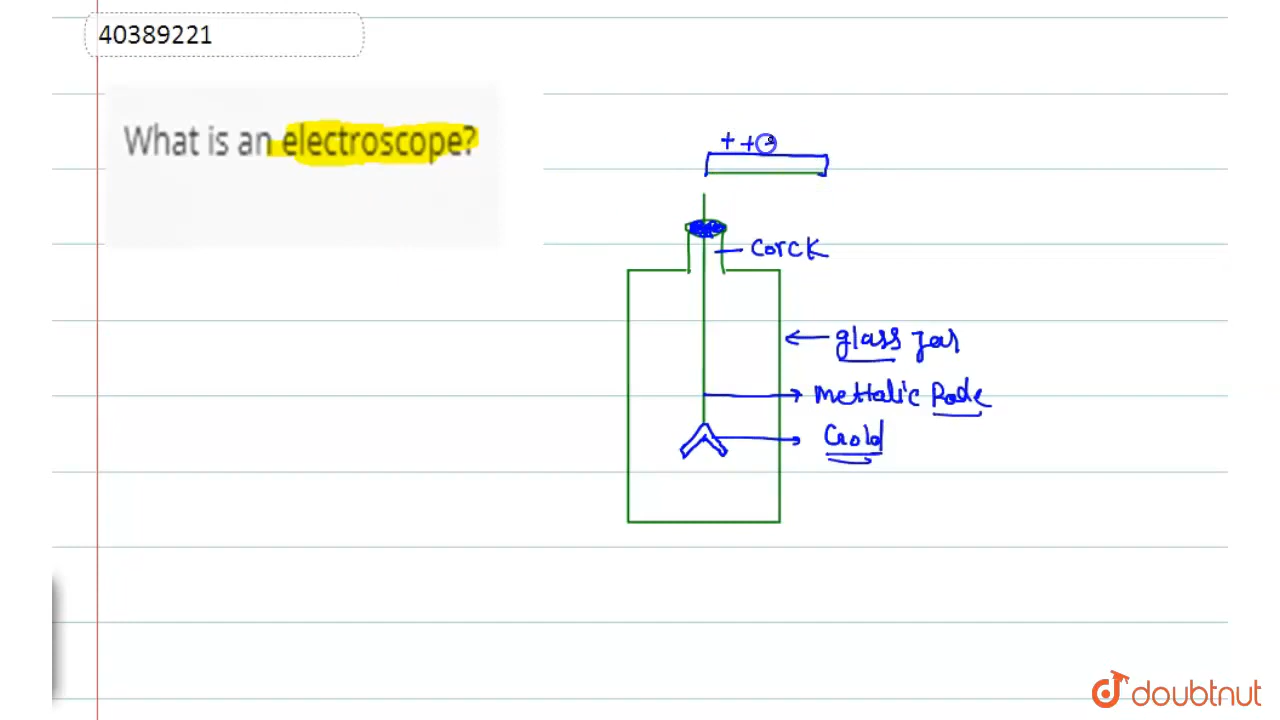 40389221
What is an electroscope?
+ +
corck
glass Jar
mettalic Rode
Gold
doubtnut